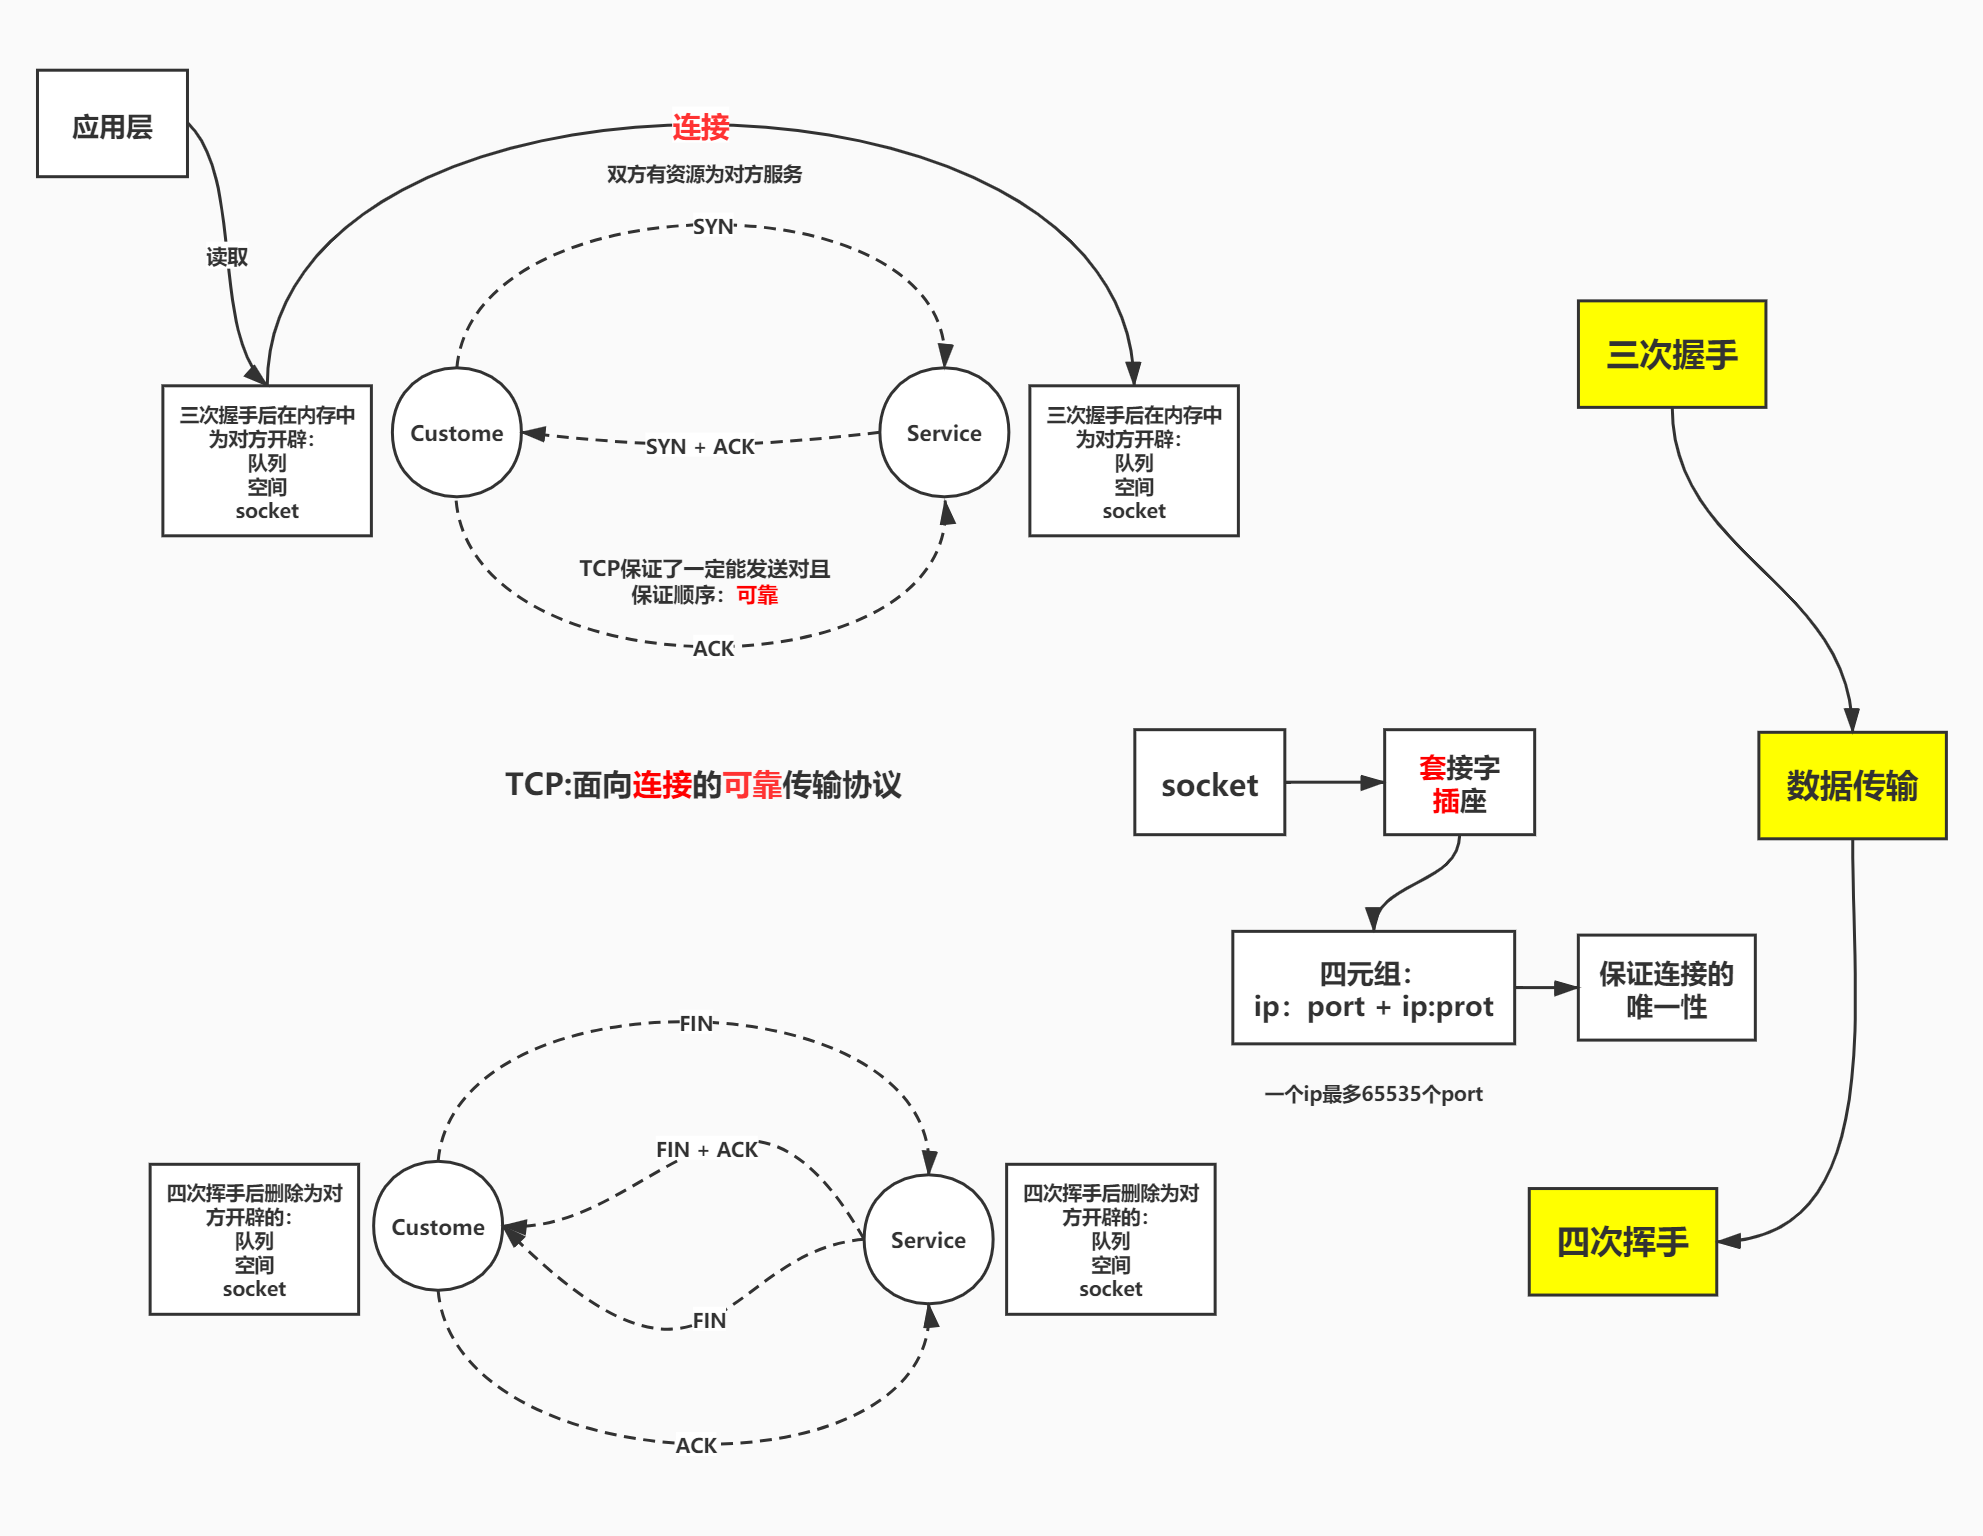 应用层
连接
双方有资源为对方服务
SYN
读取
三次握手后在内存中
为对方开辟：
队列
空间
socket
Custome
SYN + ACK
Service
三次握手后在内存中
为对方开辟：
队列
空间
socket
TCP保证了一定能发送对且
保证顺序：可靠
ACK
三次握手
TCP:面向连接的可靠传输协议
socket
套接字
插座
数据传输
四元组：
ip：port + ip:prot
保证连接的
唯一性
一个ip最多65535个port
FIN
FIN + ACK
四次挥手后删除为对
方开辟的：
队列
空间
socket
Custome
Service
四次挥手后删除为对
方开辟的：
队列
空间
socket
FIN
ACK
四次挥手